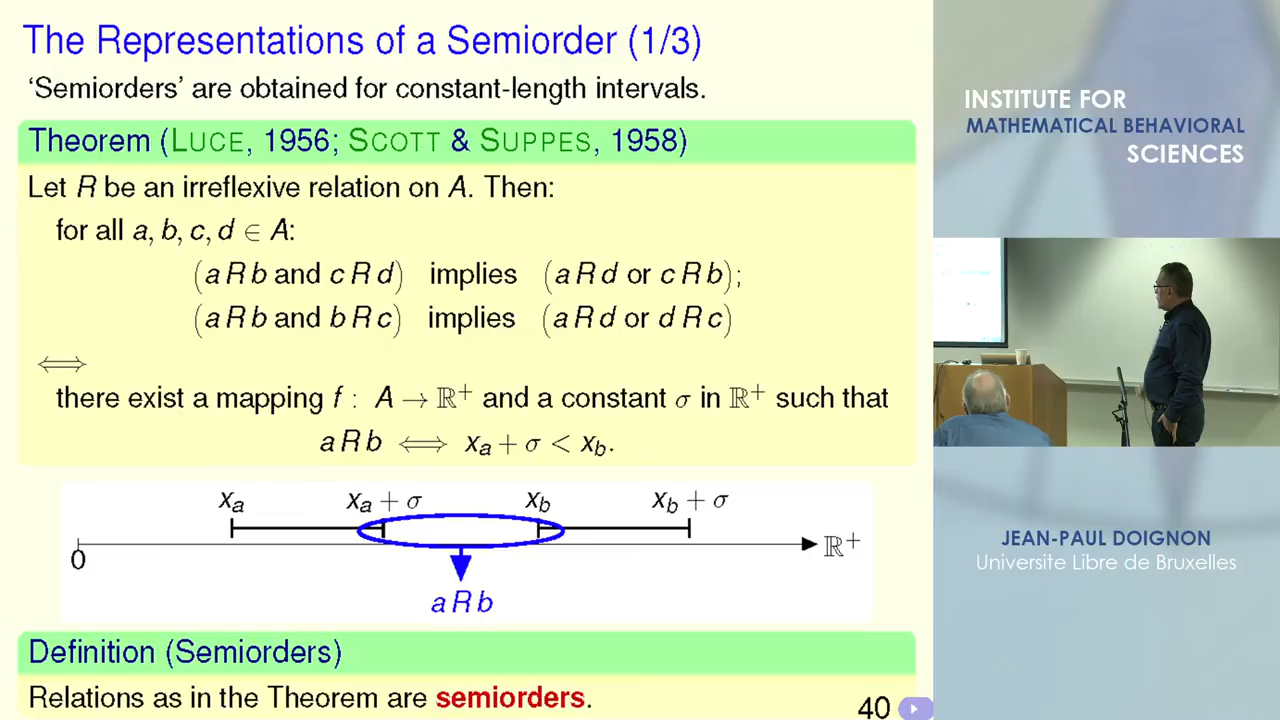 The Representations of a Semiorder (1/3)
‘Semiorders’ are obtained for constant-length intervals.
Theorem (LUCE, 1956; SCOTT & SUPPES, 1958)
Let R be an irreflexive relation on A. Then:
for all a, b, c, d ∈ A:
(a R b and c R d) implies (a R d or c R b);
(a R b and b R c) implies (a R d or d R c)
⟺
there exist a mapping f : A → ℝ⁺ and a constant σ in ℝ⁺ such that
a R b ⟺ xₐ + σ < x_b.
xₐ xₐ + σ x_b x_b + σ
0 ℝ⁺
a R b
Definition (Semiorders)
Relations as in the Theorem are semiorders.
40
INSTITUTE FOR
MATHEMATICAL BEHAVIORAL
SCIENCES
JEAN-PAUL DOIGNON
Universite Libre de Bruxelles